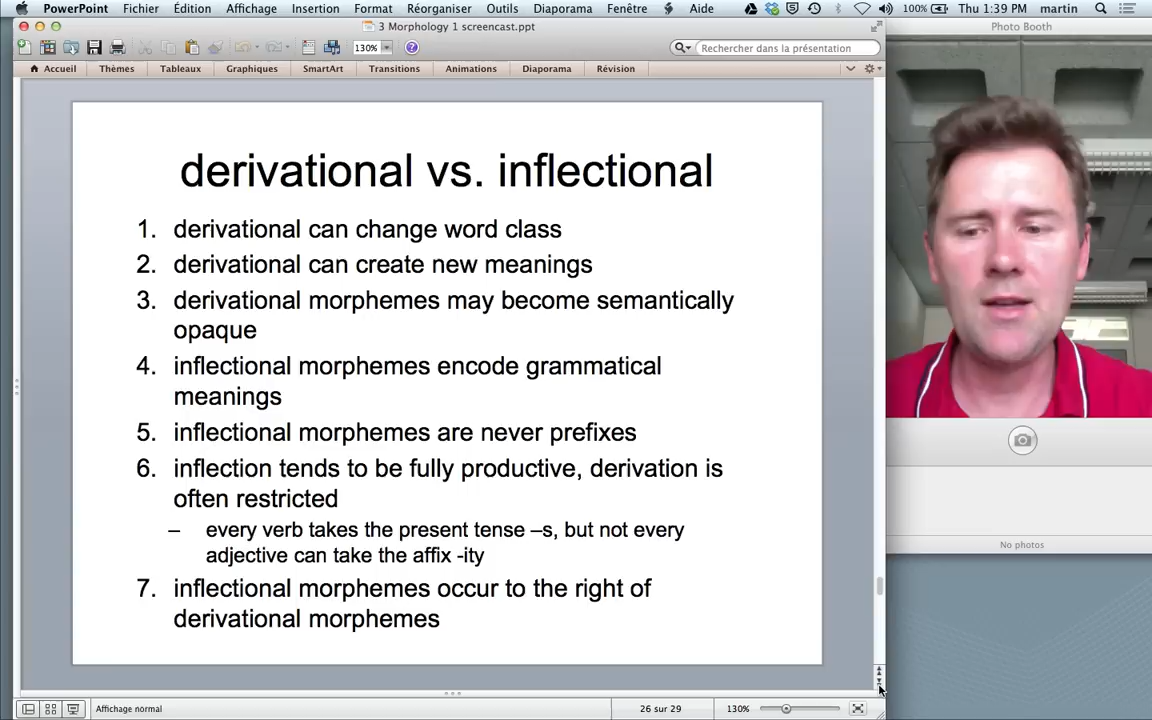 PowerPoint Fichier Édition Affichage Insertion Format Réorganiser Outils Diaporama Fenêtre Aide 100% Thu 1:39 PM martin
3 Morphology 1 screencast.ppt
Photo Booth
130%
Rechercher dans la présentation
Accueil Thèmes Tableaux Graphiques SmartArt Transitions Animations Diaporama Révision
derivational vs. inflectional
1. derivational can change word class
2. derivational can create new meanings
3. derivational morphemes may become semantically
opaque
4. inflectional morphemes encode grammatical
meanings
5. inflectional morphemes are never prefixes
6. inflection tends to be fully productive, derivation is
often restricted
– every verb takes the present tense –s, but not every
adjective can take the affix -ity
7. inflectional morphemes occur to the right of
derivational morphemes
No photos
Affichage normal 26 sur 29 130%